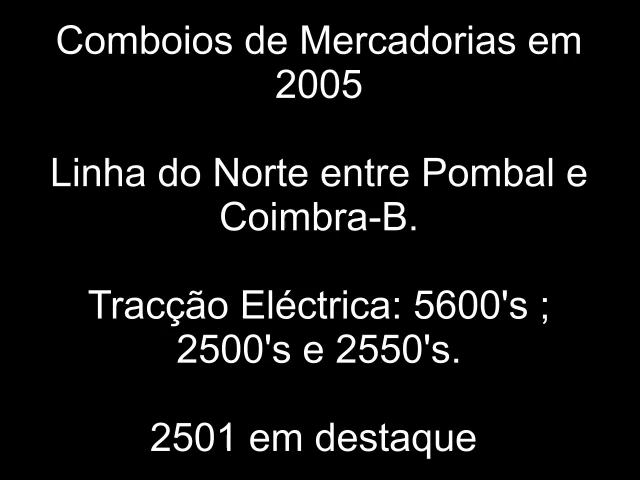 Comboios de Mercadorias em
2005
Linha do Norte entre Pombal e
Coimbra-B.
Tracção Eléctrica: 5600's ;
2500's e 2550's.
2501 em destaque